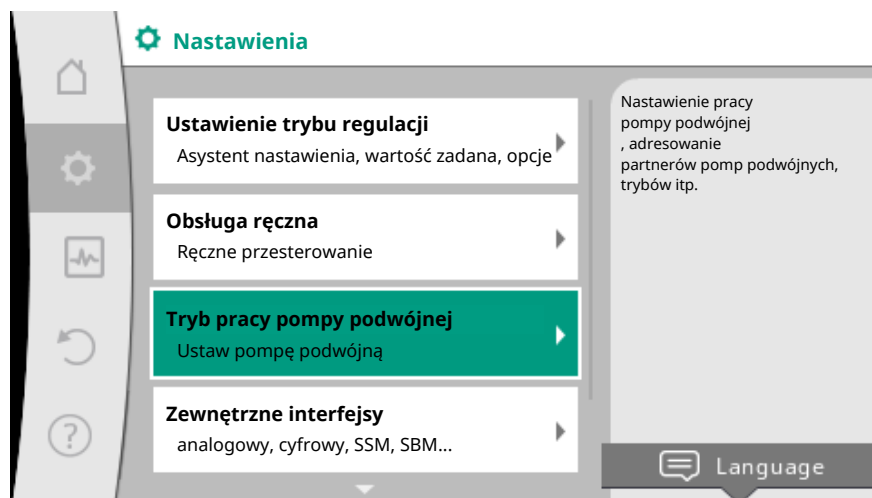 Nastawienia
Ustawienie trybu regulacji
Asystent nastawienia, wartość zadana, opcje
Obsługa ręczna
Ręczne przesterowanie
Tryb pracy pompy podwójnej
Ustaw pompę podwójną
Zewnętrzne interfejsy
analogowy, cyfrowy, SSM, SBM...
Nastawienie pracy
pompy podwójnej
, adresowanie
partnerów pomp podwójnych,
trybów itp.
Language